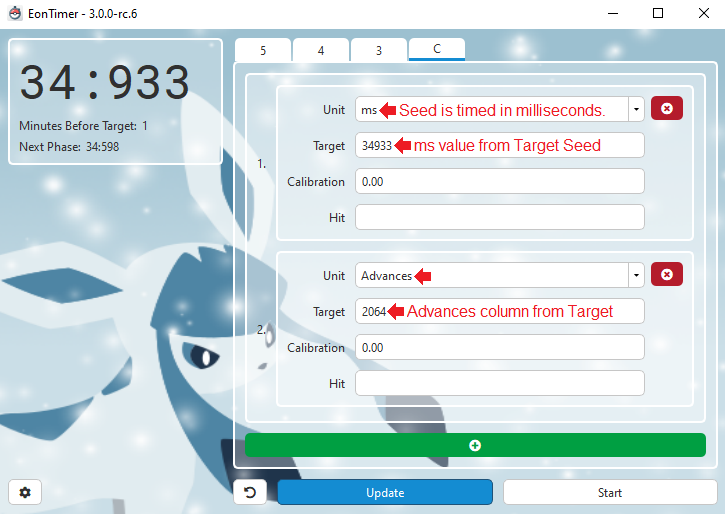 EonTimer - 3.0.0-rc.6
34:933
Minutes Before Target: 1
Next Phase: 34:598
5 4 3 C
1.
Unit ms Seed is timed in milliseconds.
Target 34933 ms value from Target Seed
Calibration 0.00
Hit
2.
Unit Advances
Target 2064 Advances column from Target
Calibration 0.00
Hit
Update Start